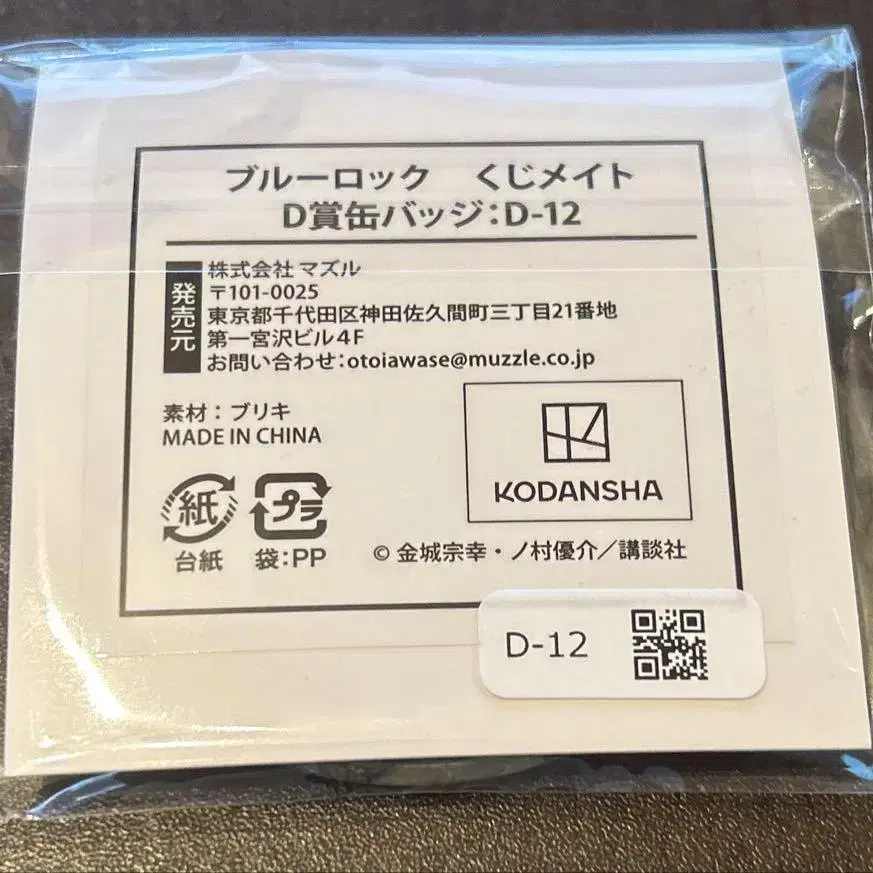 ブルーロック　くじメイト
D賞缶バッジ：D-12
発売元
株式会社 マズル
〒101-0025
東京都千代田区神田佐久間町三丁目21番地
第一宮沢ビル4F
お問い合わせ：otoiawase@muzzle.co.jp
素材：ブリキ
MADE IN CHINA
KODANSHA
紙
プラ
台紙
袋：PP
© 金城宗幸・ノ村優介／講談社
D-12